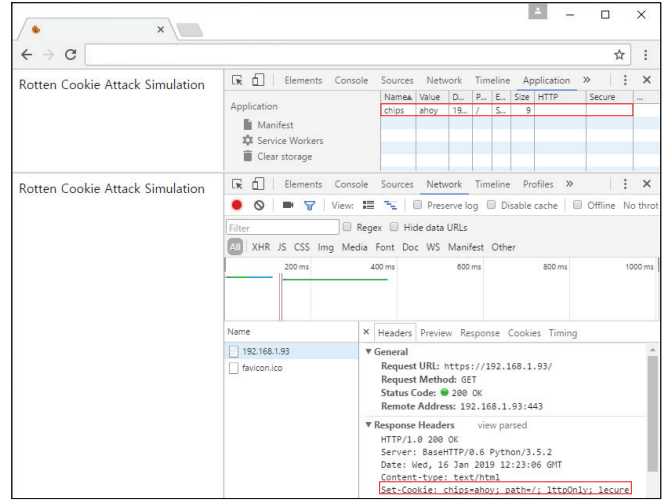 Rotten Cookie Attack Simulation
Elements Console Sources Network Timeline Application »
Name Value D... P... E... Size HTTP Secure ...
chips ahoy 19... / S... 9
Application
Manifest
Service Workers
Clear storage
Rotten Cookie Attack Simulation
Elements Console Sources Network Timeline Profiles »
View: Preserve log Disable cache Offline No throt
Filter Regex Hide data URLs
All XHR JS CSS Img Media Font Doc WS Manifest Other
200 ms 400 ms 600 ms 800 ms 1000 ms
Name × Headers Preview Response Cookies Timing
192.168.1.93
favicon.ico
▼ General
Request URL: https://192.168.1.93/
Request Method: GET
Status Code: 200 OK
Remote Address: 192.168.1.93:443
▼ Response Headers view parsed
HTTP/1.0 200 OK
Server: BaseHTTP/0.6 Python/3.5.2
Date: Wed, 16 Jan 2019 12:23:06 GMT
Content-type: text/html
Set-Cookie: chips=ahoy; path=/; lttpOnly; lecure